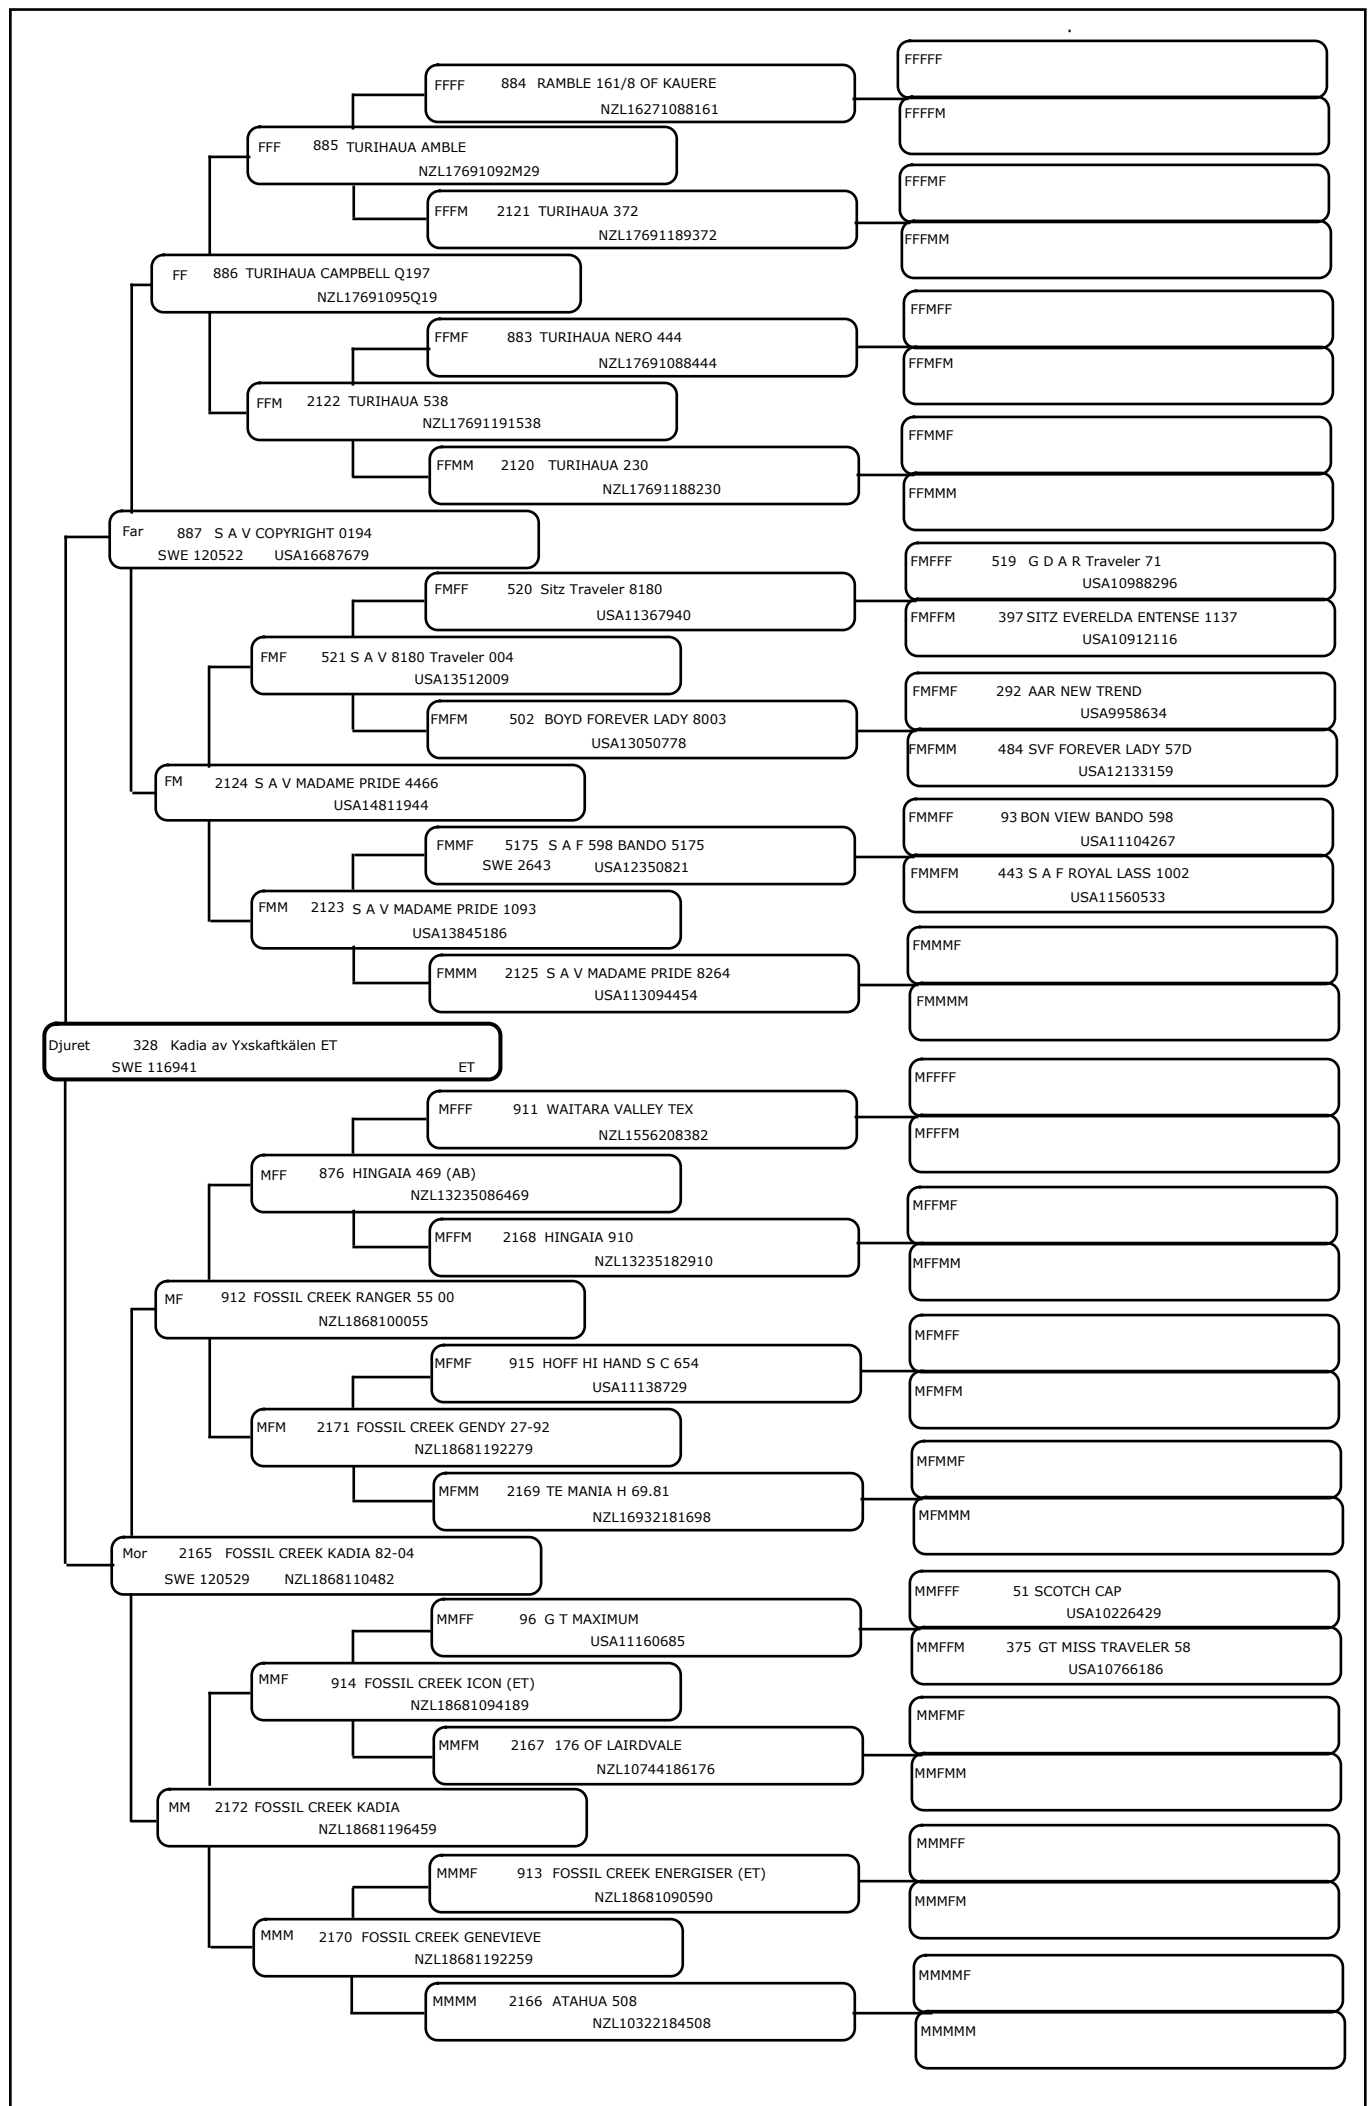 FFFFF
FFFF 884 RAMBLE 161/8 OF KAUERE
NZL16271088161
FFFFM
FFF 885 TURIHAUA AMBLE
NZL17691092M29
FFFMF
FFFM 2121 TURIHAUA 372
NZL17691189372
FFFMM
FF 886 TURIHAUA CAMPBELL Q197
NZL17691095Q19
FFMFF
FFMF 883 TURIHAUA NERO 444
NZL17691088444
FFMFM
FFM 2122 TURIHAUA 538
NZL17691191538
FFMMF
FFMM 2120 TURIHAUA 230
NZL17691188230
FFMMM
Far 887 S A V COPYRIGHT 0194
SWE 120522 USA16687679
FMFFF 519 G D A R Traveler 71
USA10988296
FMFF 520 Sitz Traveler 8180
USA11367940
FMFFM 397 SITZ EVERELDA ENTENSE 1137
USA10912116
FMF 521 S A V 8180 Traveler 004
USA13512009
FMFMF 292 AAR NEW TREND
USA9958634
FMFM 502 BOYD FOREVER LADY 8003
USA13050778
FMFMM 484 SVF FOREVER LADY 57D
USA12133159
FM 2124 S A V MADAME PRIDE 4466
USA14811944
FMMFF 93 BON VIEW BANDO 598
USA11104267
FMMF 5175 S A F 598 BANDO 5175
SWE 2643 USA12350821
FMMFM 443 S A F ROYAL LASS 1002
USA11560533
FMM 2123 S A V MADAME PRIDE 1093
USA13845186
FMMMF
FMMM 2125 S A V MADAME PRIDE 8264
USA113094454
FMMMM
Djuret 328 Kadia av Yxskaftkälen ET
SWE 116941 ET
MFFFF
MFFF 911 WAITARA VALLEY TEX
NZL1556208382
MFFFM
MFF 876 HINGAIA 469 (AB)
NZL13235086469
MFFMF
MFFM 2168 HINGAIA 910
NZL13235182910
MFFMM
MF 912 FOSSIL CREEK RANGER 55 00
NZL1868100055
MFMFF
MFMF 915 HOFF HI HAND S C 654
USA11138729
MFMFM
MFM 2171 FOSSIL CREEK GENDY 27-92
NZL18681192279
MFMMF
MFMM 2169 TE MANIA H 69.81
NZL16932181698
MFMMM
Mor 2165 FOSSIL CREEK KADIA 82-04
SWE 120529 NZL1868110482
MMFFF 51 SCOTCH CAP
USA10226429
MMFF 96 G T MAXIMUM
USA11160685
MMFFM 375 GT MISS TRAVELER 58
USA10766186
MMF 914 FOSSIL CREEK ICON (ET)
NZL18681094189
MMFMF
MMFM 2167 176 OF LAIRDVALE
NZL10744186176
MMFMM
MM 2172 FOSSIL CREEK KADIA
NZL18681196459
MMMFF
MMMF 913 FOSSIL CREEK ENERGISER (ET)
NZL18681090590
MMMFM
MMM 2170 FOSSIL CREEK GENEVIEVE
NZL18681192259
MMMMF
MMMM 2166 ATAHUA 508
NZL10322184508
MMMMM